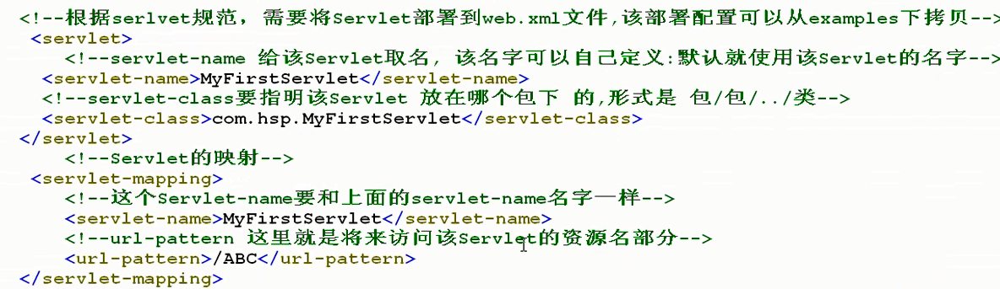 <!--根据serlvet规范，需要将Servlet部署到web.xml文件,该部署配置可以从examples下拷贝-->
<servlet>
<!--servlet-name 给该Servlet取名, 该名字可以自己定义:默认就使用该Servlet的名字-->
<servlet-name>MyFirstServlet</servlet-name>
<!--servlet-class要指明该Servlet 放在哪个包下 的,形式是 包/包/../类-->
<servlet-class>com.hsp.MyFirstServlet</servlet-class>
</servlet>
<!--Servlet的映射-->
<servlet-mapping>
<!--这个Servlet-name要和上面的servlet-name名字一样-->
<servlet-name>MyFirstServlet</servlet-name>
<!--url-pattern 这里就是将来访问该Servlet的资源名部分-->
<url-pattern>/ABC</url-pattern>
</servlet-mapping>